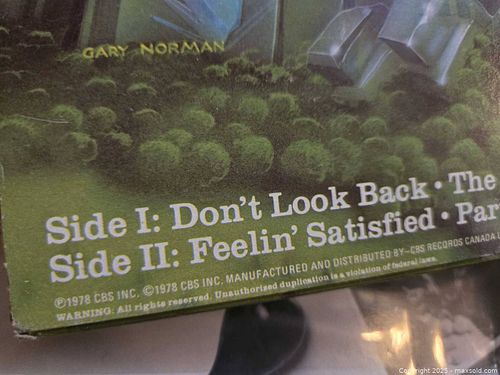 GARY NORMAN
Side I: Don't Look Back • The
Side II: Feelin' Satisfied • Par
℗1978 CBS INC. ©1978 CBS INC. MANUFACTURED AND DISTRIBUTED BY—CBS RECORDS CANADA L
WARNING: All rights reserved. Unauthorized duplication is a violation of federal laws.
Copyright 2025 - maxsold.com